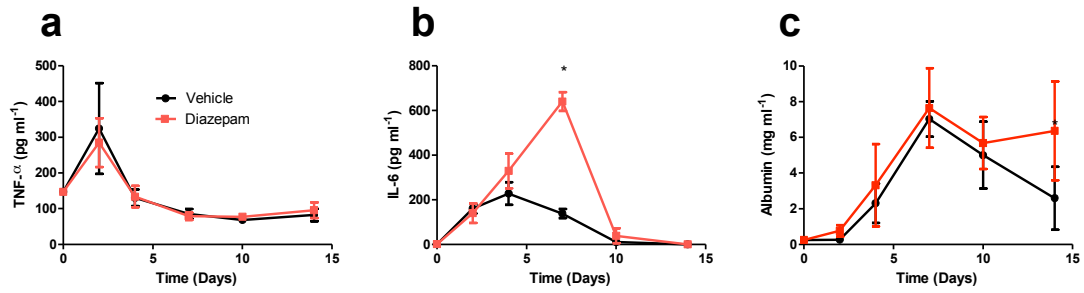 a
b
c
TNF-α (pg ml-1)
500
400
300
200
100
0
Vehicle
Diazepam
0
5
10
15
Time (Days)
IL-6 (pg ml-1)
800
600
400
200
0
*
0
5
10
15
Time (Days)
Albumin (mg ml-1)
10
8
6
4
2
0
*
0
5
10
15
Time (Days)